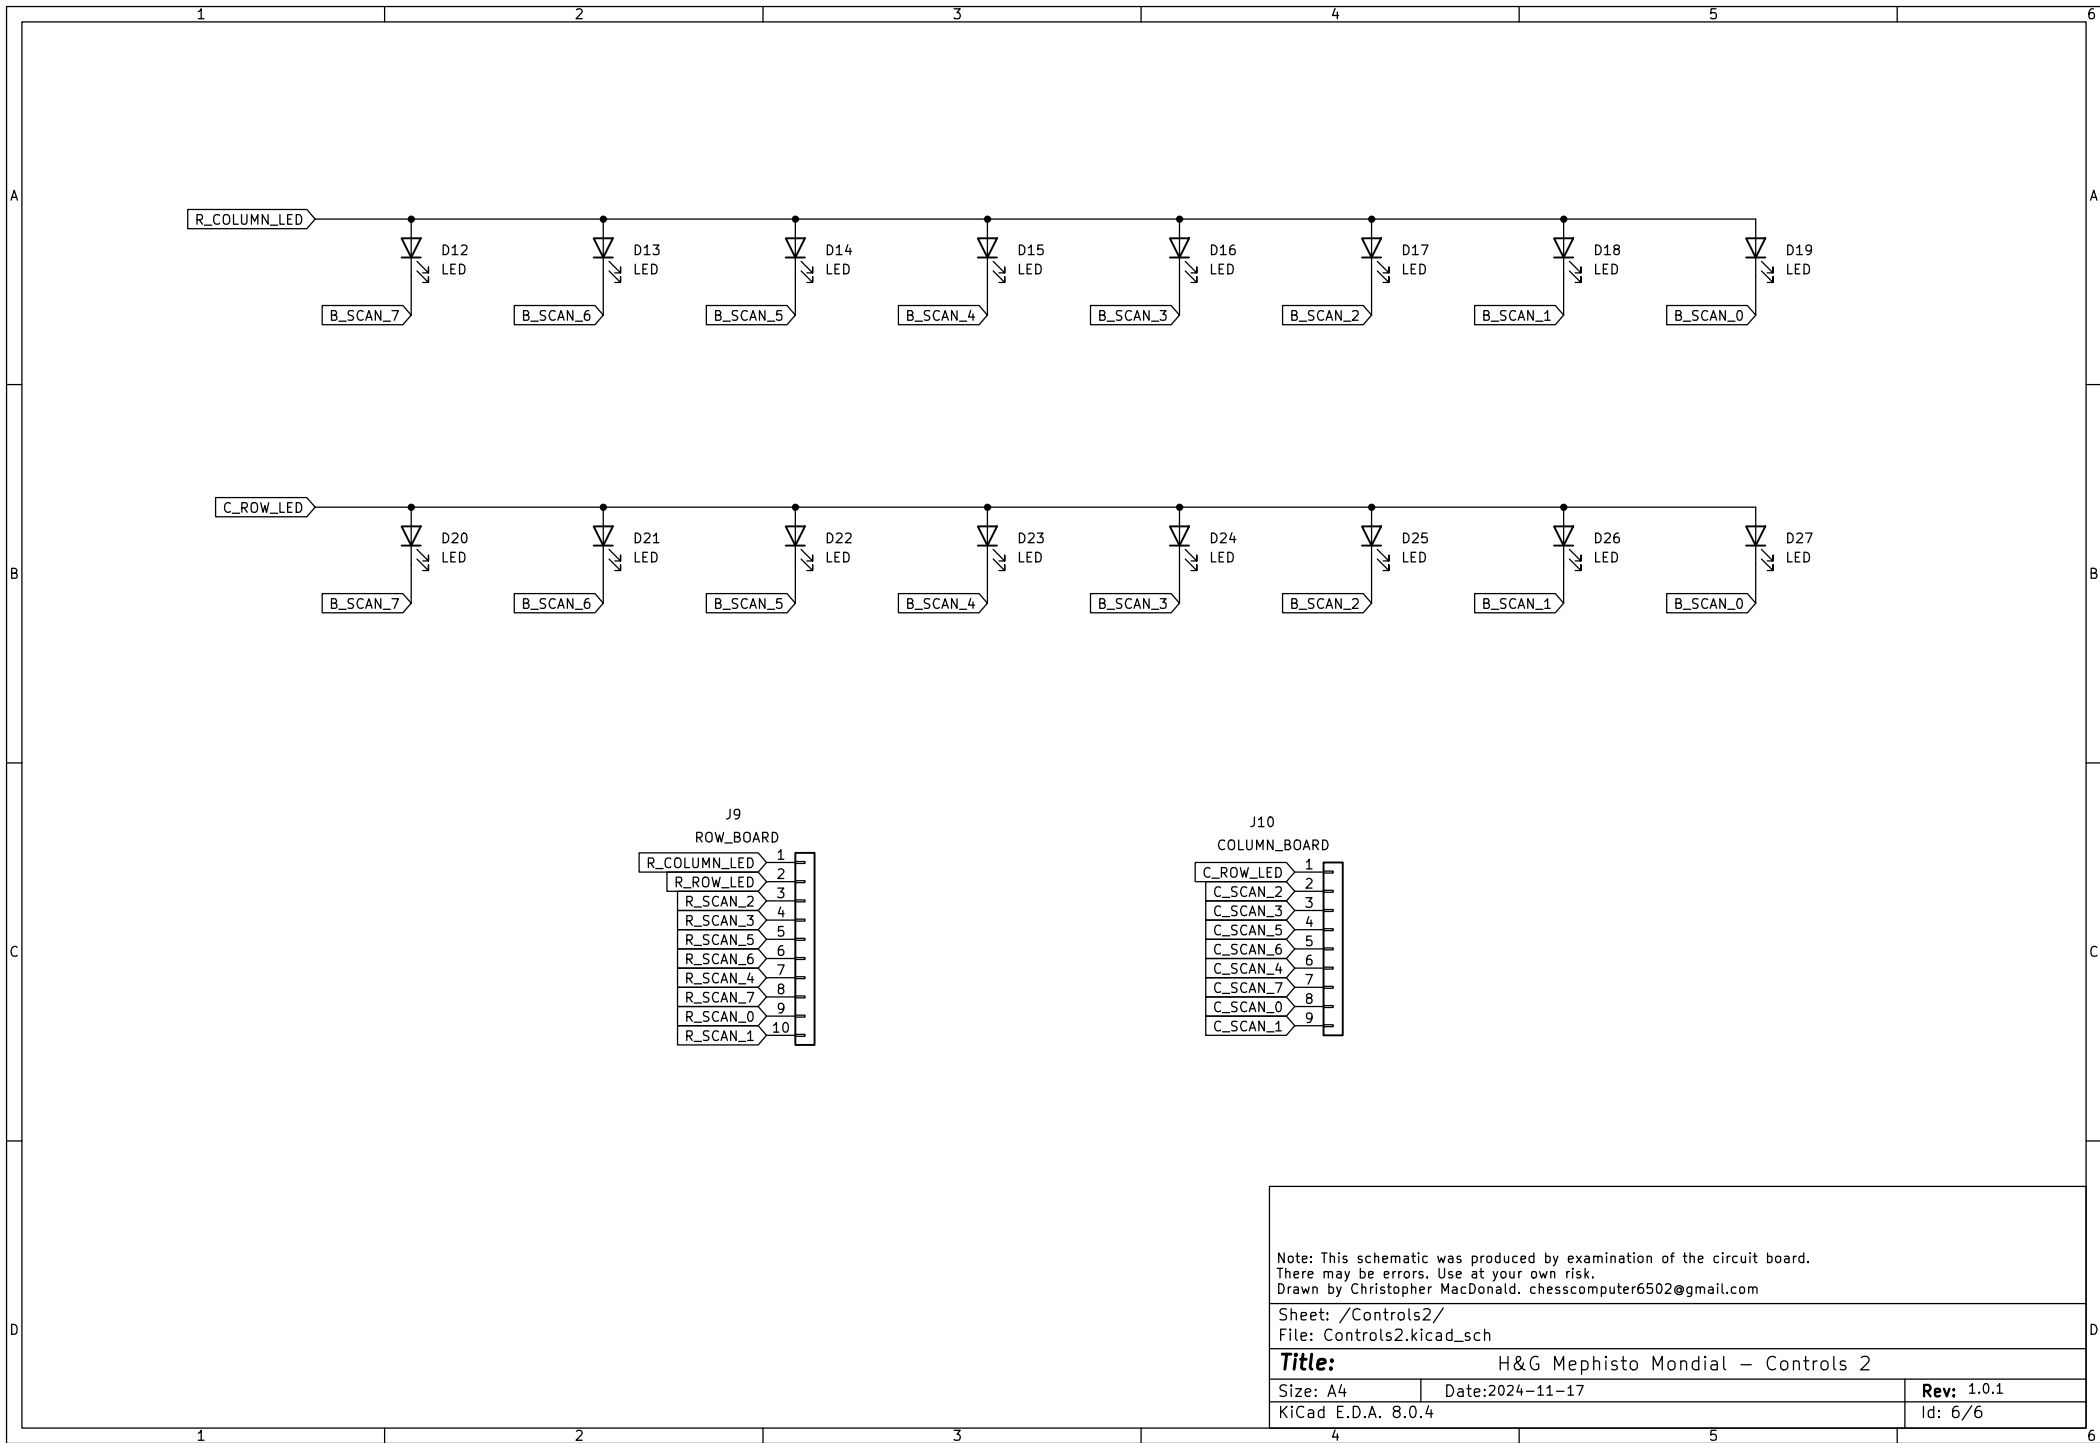 1 2 3 4 5 6
A A
R_COLUMN_LED
D12 D13 D14 D15 D16 D17 D18 D19
LED LED LED LED LED LED LED LED
B_SCAN_7 B_SCAN_6 B_SCAN_5 B_SCAN_4 B_SCAN_3 B_SCAN_2 B_SCAN_1 B_SCAN_0
C_ROW_LED
D20 D21 D22 D23 D24 D25 D26 D27
LED LED LED LED LED LED LED LED
B B
B_SCAN_7 B_SCAN_6 B_SCAN_5 B_SCAN_4 B_SCAN_3 B_SCAN_2 B_SCAN_1 B_SCAN_0
J9
ROW_BOARD
R_COLUMN_LED 1
R_ROW_LED 2
R_SCAN_2 3
R_SCAN_3 4
R_SCAN_5 5
R_SCAN_6 6
R_SCAN_4 7
R_SCAN_7 8
R_SCAN_0 9
R_SCAN_1 10
J10
COLUMN_BOARD
C_ROW_LED 1
C_SCAN_2 2
C_SCAN_3 3
C_SCAN_5 4
C_SCAN_6 5
C_SCAN_4 6
C_SCAN_7 7
C_SCAN_0 8
C_SCAN_1 9
C C
Note: This schematic was produced by examination of the circuit board.
There may be errors. Use at your own risk.
Drawn by Christopher MacDonald. chesscomputer6502@gmail.com
Sheet: /Controls2/
File: Controls2.kicad_sch
D D
Title: H&G Mephisto Mondial – Controls 2
Size: A4 Date:2024-11-17 Rev: 1.0.1
KiCad E.D.A. 8.0.4 Id: 6/6
1 2 3 4 5 6